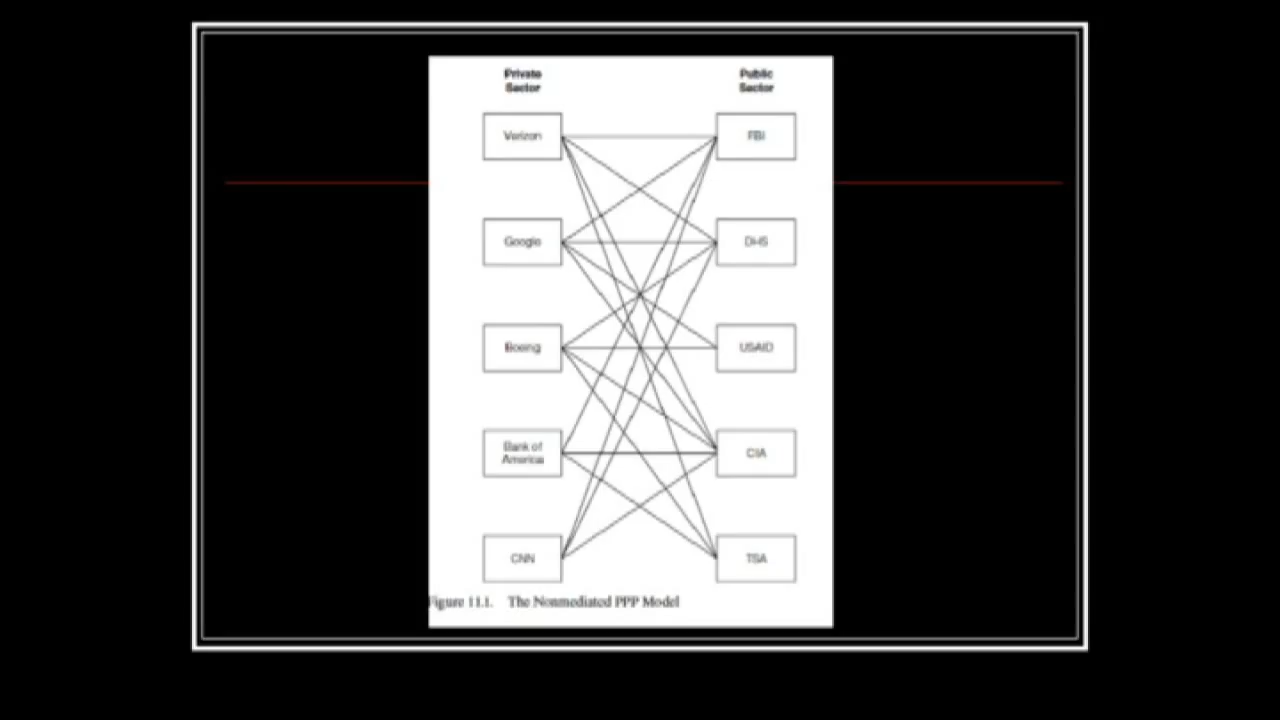 Private
Sector
Public
Sector
Verizon
FBI
Google
DHS
Boeing
USAID
Bank of
America
CIA
CNN
TSA
Figure 11.1. The Nonmediated PPP Model